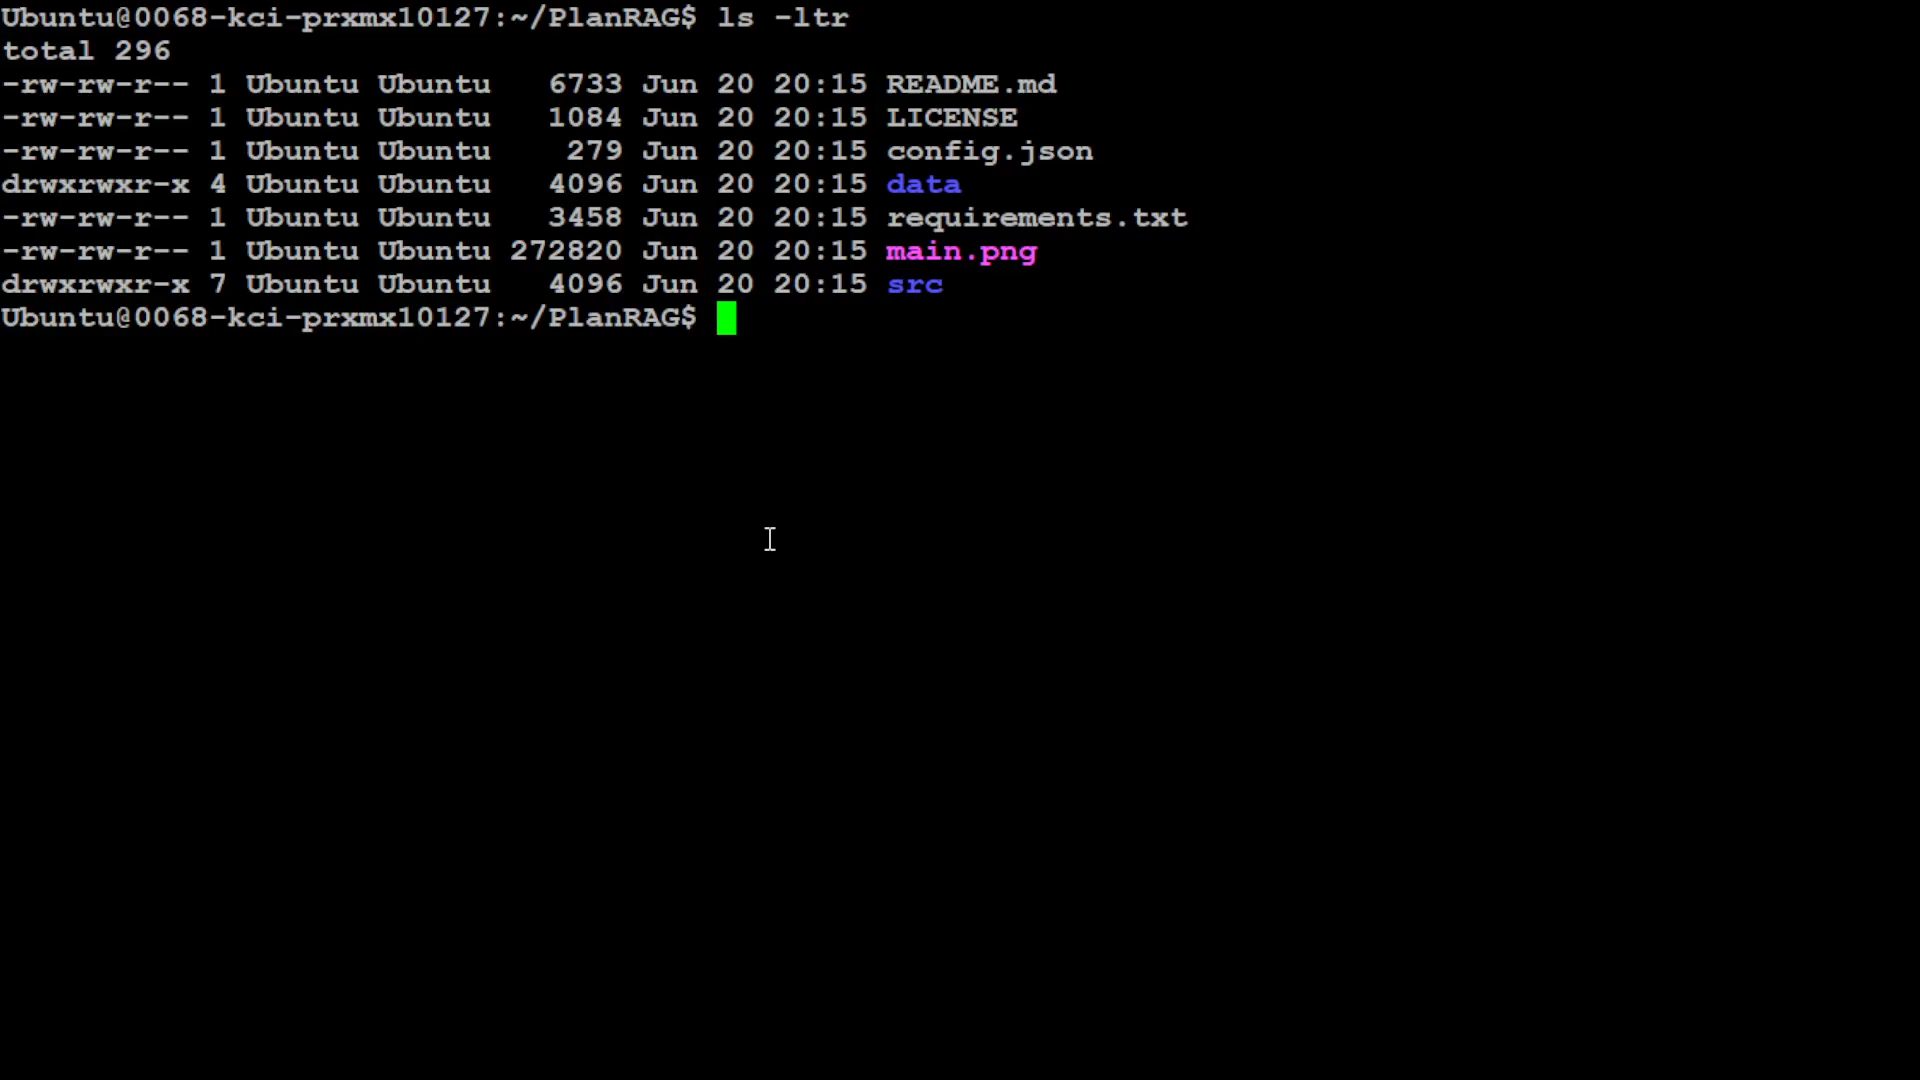 Ubuntu@0068-kci-prxmx10127:~/PlanRAG$ ls -ltr
total 296
-rw-rw-r-- 1 Ubuntu Ubuntu   6733 Jun 20 20:15 README.md
-rw-rw-r-- 1 Ubuntu Ubuntu   1084 Jun 20 20:15 LICENSE
-rw-rw-r-- 1 Ubuntu Ubuntu    279 Jun 20 20:15 config.json
drwxrwxr-x 4 Ubuntu Ubuntu   4096 Jun 20 20:15 data
-rw-rw-r-- 1 Ubuntu Ubuntu   3458 Jun 20 20:15 requirements.txt
-rw-rw-r-- 1 Ubuntu Ubuntu 272820 Jun 20 20:15 main.png
drwxrwxr-x 7 Ubuntu Ubuntu   4096 Jun 20 20:15 src
Ubuntu@0068-kci-prxmx10127:~/PlanRAG$